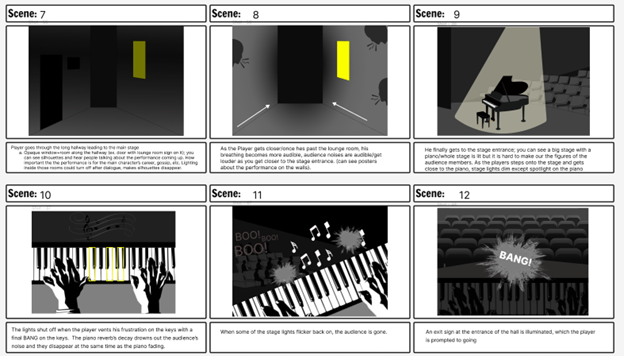 Scene: 7
Scene: 8
Scene: 9
Player goes through the long hallway leading to the main stage
a. Opaque window+room along the hallway (ex. door with lounge room sign on it); you
can see silhouettes and hear people talking about the performance coming up. How
important the the performance is for the main character's career, gossip, etc. Lighting
inside those rooms could turn off after dialogue, makes silhouettes disappear.
As the Player gets closer/once has past the lounge room, his
breathing becomes more audible, audience noises are audible/get
louder as you get closer to the stage entrance. (can see posters
about the performance on the walls).
He finally gets to the stage entrance; you can see a big stage with a
piano/whole stage is lit but it is hard to make our the figures of the
audience members. As the players steps onto the stage and gets
close to the piano, stage lights dim except spotlight on the piano
Scene: 10
Scene: 11
Scene: 12
BOO!
BOO!
BOO!
BANG!
The lights shut off when the player vents his frustration on the keys with a
final BANG on the keys. The piano reverb's decay drowns out the audience's
noise and they disappear at the same time as the piano fading.
When some of the stage lights flicker back on, the audience is gone.
An exit sign at the entrance of the hall is illuminated, which the player
is prompted to going